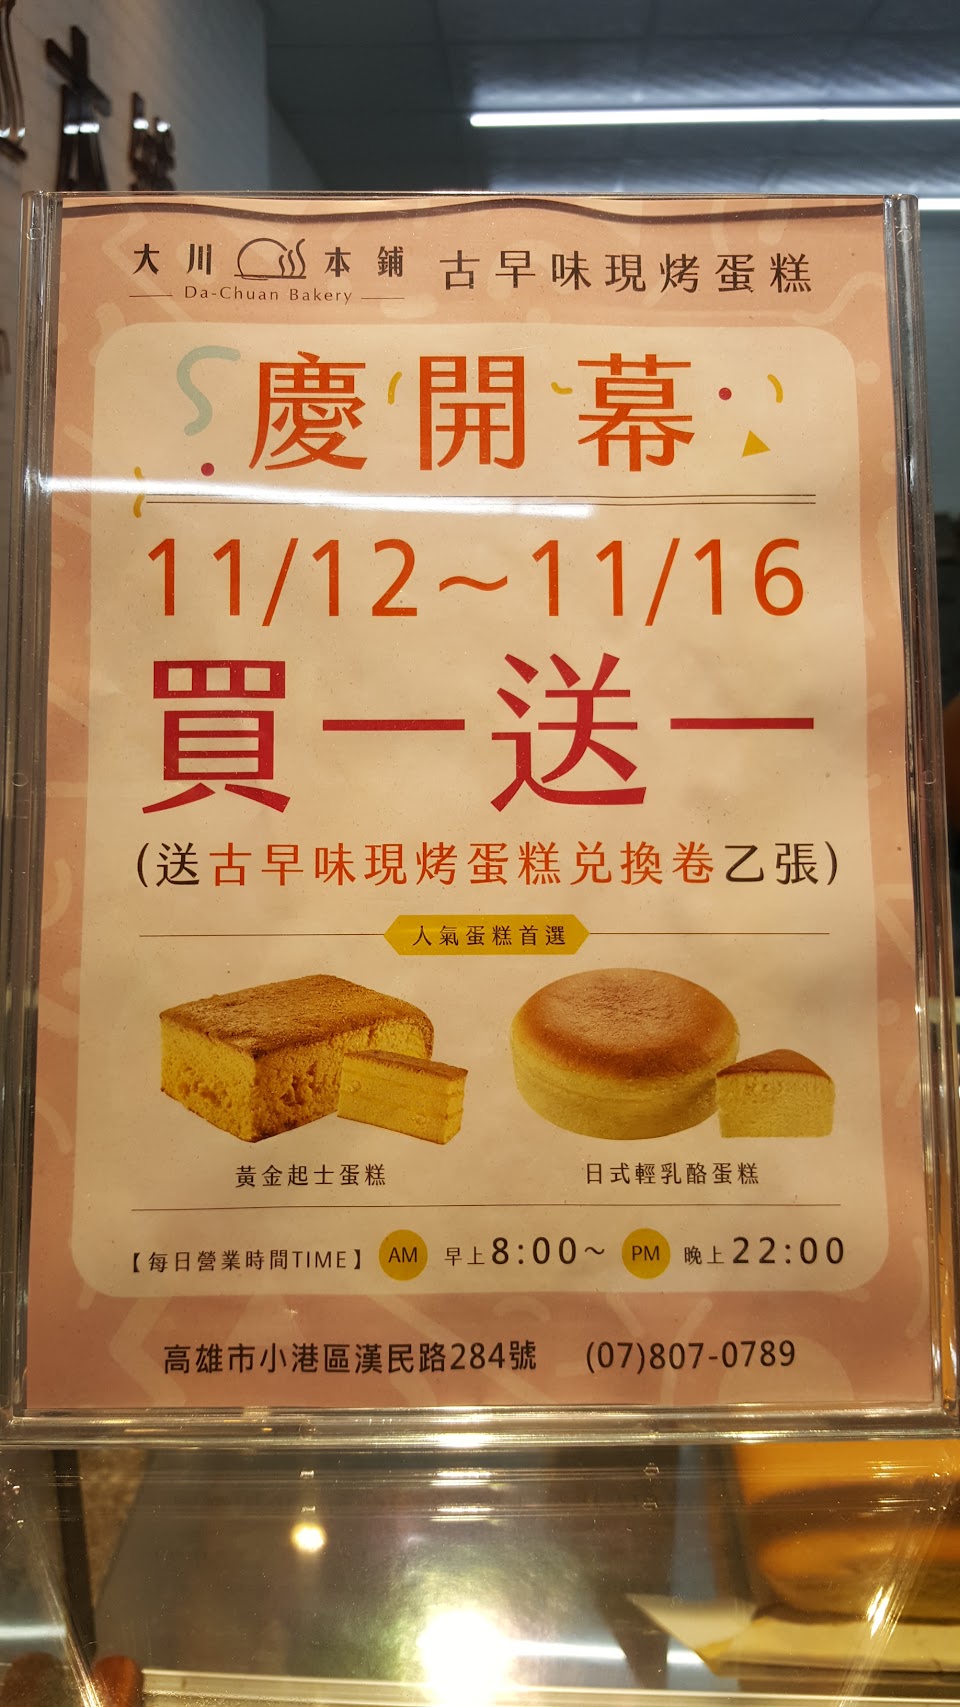 大川本鋪 古早味現烤蛋糕
Da-Chuan Bakery
慶開幕
11/12~11/16
買一送一
(送古早味現烤蛋糕兑換卷乙張)
人氣蛋糕首選
黃金起士蛋糕 日式輕乳酪蛋糕
【每日營業時間TIME】 AM 早上8:00~ PM 晚上22:00
高雄市小港區漢民路284號 (07)807-0789